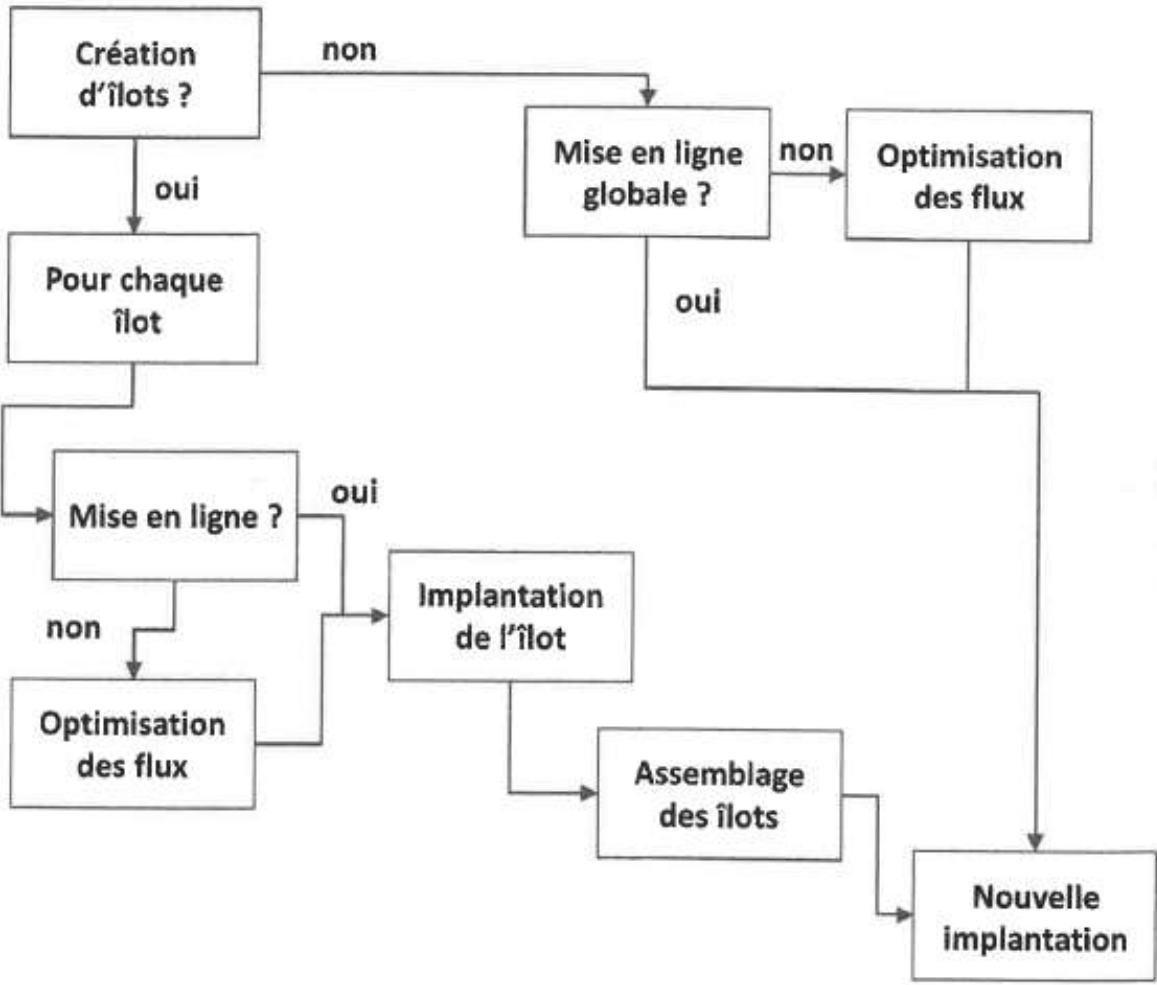 Création
d'îlots ?
non
oui
Mise en ligne
globale ?
non
Optimisation
des flux
Pour chaque
îlot
oui
Mise en ligne ?
oui
non
Implantation
de l'îlot
Optimisation
des flux
Assemblage
des îlots
Nouvelle
implantation